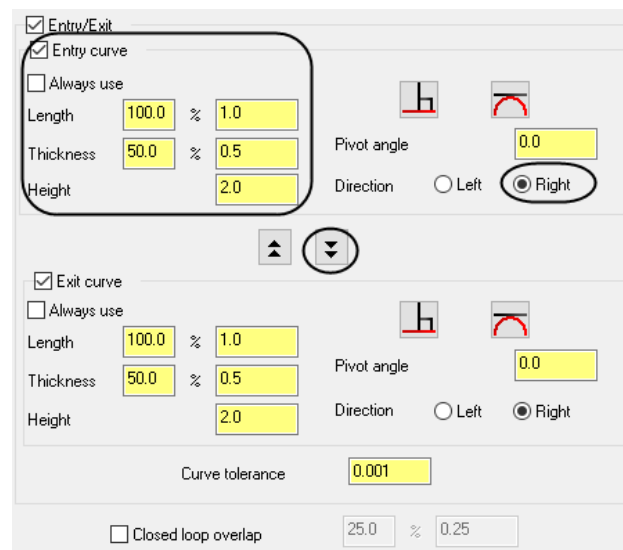 Entry/Exit
Entry curve
Always use
Length 100.0 % 1.0
Thickness 50.0 % 0.5 Pivot angle 0.0
Height 2.0 Direction Left Right
Exit curve
Always use
Length 100.0 % 1.0
Thickness 50.0 % 0.5 Pivot angle 0.0
Height 2.0 Direction Left Right
Curve tolerance 0.001
Closed loop overlap 25.0 % 0.25